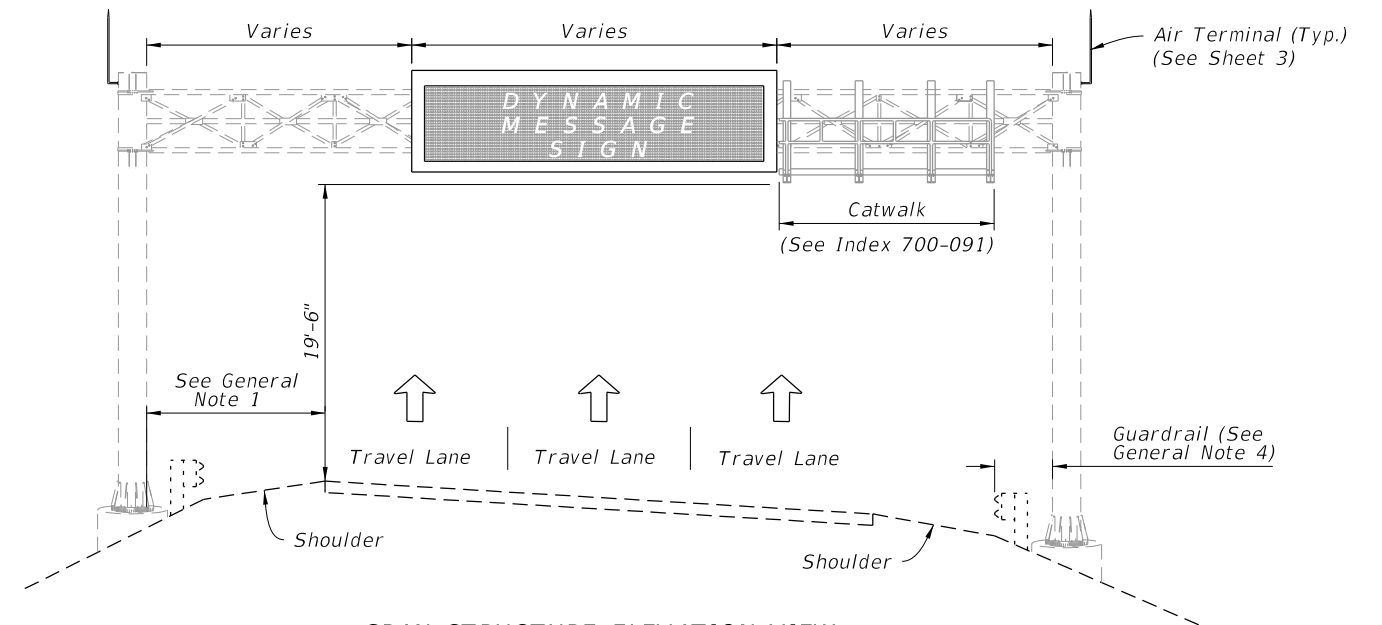 Varies
Varies
Varies
Air Terminal (Typ.)
(See Sheet 3)
DYNAMIC
MESSAGE
SIGN
Catwalk
(See Index 700-091)
19'-6"
See General
Note 1
Travel Lane
Travel Lane
Travel Lane
Guardrail (See
General Note 4)
Shoulder
Shoulder